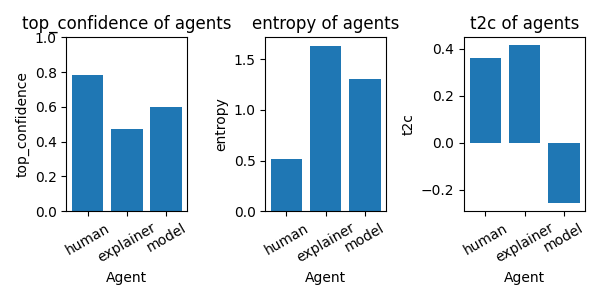 top_confidence of agents
entropy of agents
t2c of agents
top_confidence
1.0
0.8
0.6
0.4
0.2
0.0
human
explainer
model
Agent
entropy
1.5
1.0
0.5
0.0
human
explainer
model
Agent
t2c
0.4
0.2
0.0
−0.2
human
explainer
model
Agent